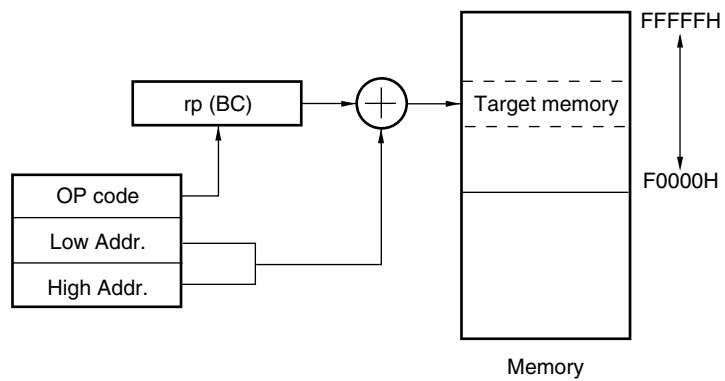 FFFFFH
rp (BC)
Target memory
OP code
F0000H
Low Addr.
High Addr.
Memory